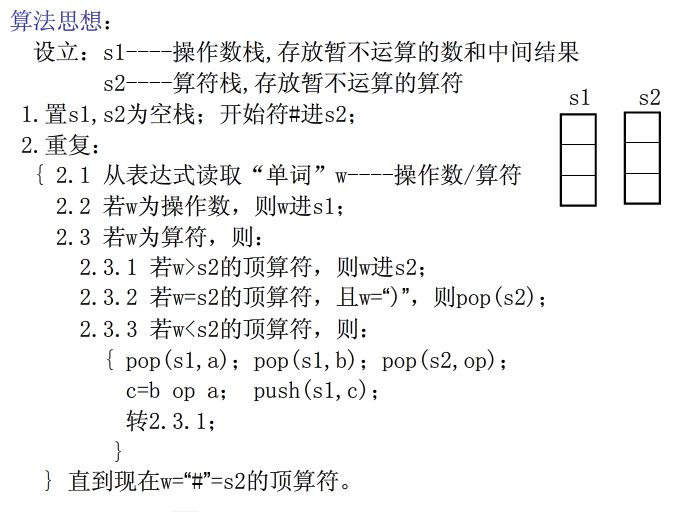 算法思想：
设立：s1----操作数栈,存放暂不运算的数和中间结果
s2----算符栈,存放暂不运算的算符
s1 s2
1.置s1,s2为空栈；开始符#进s2；
2.重复：
{ 2.1 从表达式读取“单词”w----操作数/算符
2.2 若w为操作数，则w进s1；
2.3 若w为算符，则：
2.3.1 若w>s2的顶算符，则w进s2；
2.3.2 若w=s2的顶算符，且w=“)”，则pop(s2)；
2.3.3 若w<s2的顶算符，则：
{ pop(s1,a)；pop(s1,b)；pop(s2,op)；
c=b op a； push(s1,c)；
转2.3.1；
}
} 直到现在w=“#”=s2的顶算符。